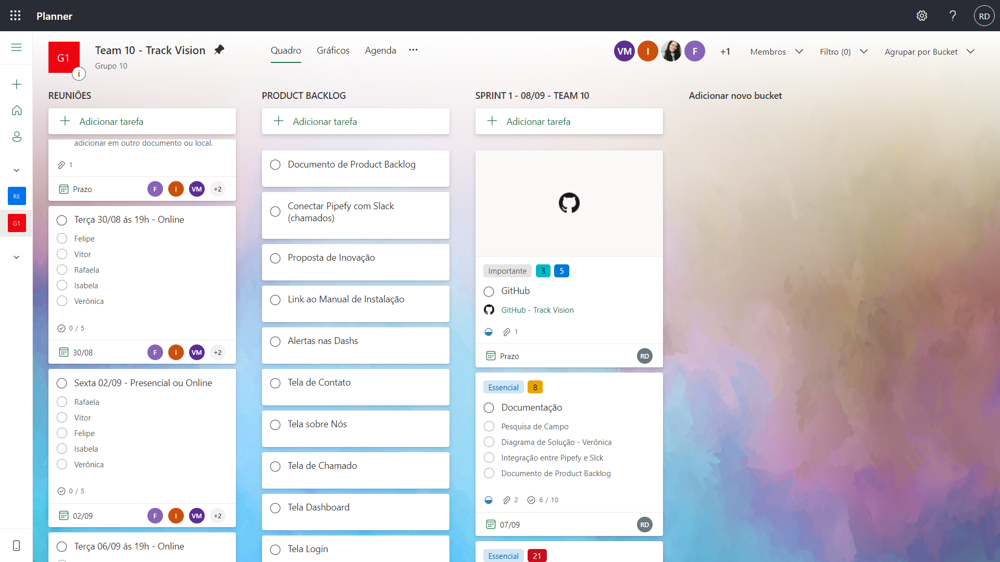 Planner
?
RD
G1
i
Team 10 - Track Vision
Grupo 10
Quadro
Gráficos
Agenda
VM
I
F
+1
Membros
Filtro (0)
Agrupar por Bucket
RE
G1
REUNIÕES
Adicionar tarefa
adicionar em outro documento ou local.
1
Prazo
F
I
VM
+2
Terça 30/08 ás 19h - Online
Felipe
Vitor
Rafaela
Isabela
Verônica
0 / 5
30/08
F
I
VM
+2
Sexta 02/09 - Presencial ou Online
Rafaela
Vitor
Felipe
Isabela
Verônica
0 / 5
02/09
F
I
VM
+2
Terça 06/09 ás 19h - Online
PRODUCT BACKLOG
Adicionar tarefa
Documento de Product Backlog
Conectar Pipefy com Slack
(chamados)
Proposta de Inovação
Link ao Manual de Instalação
Alertas nas Dashs
Tela de Contato
Tela sobre Nós
Tela de Chamado
Tela Dashboard
Tela Login
SPRINT 1 - 08/09 - TEAM 10
Adicionar tarefa
Importante
3
5
GitHub
GitHub - Track Vision
1
Prazo
RD
Essencial
8
Documentação
Pesquisa de Campo
Diagrama de Solução - Verônica
Integração entre Pipefy e Slck
Documento de Product Backlog
2
6 / 10
07/09
RD
Essencial
21
Adicionar novo bucket